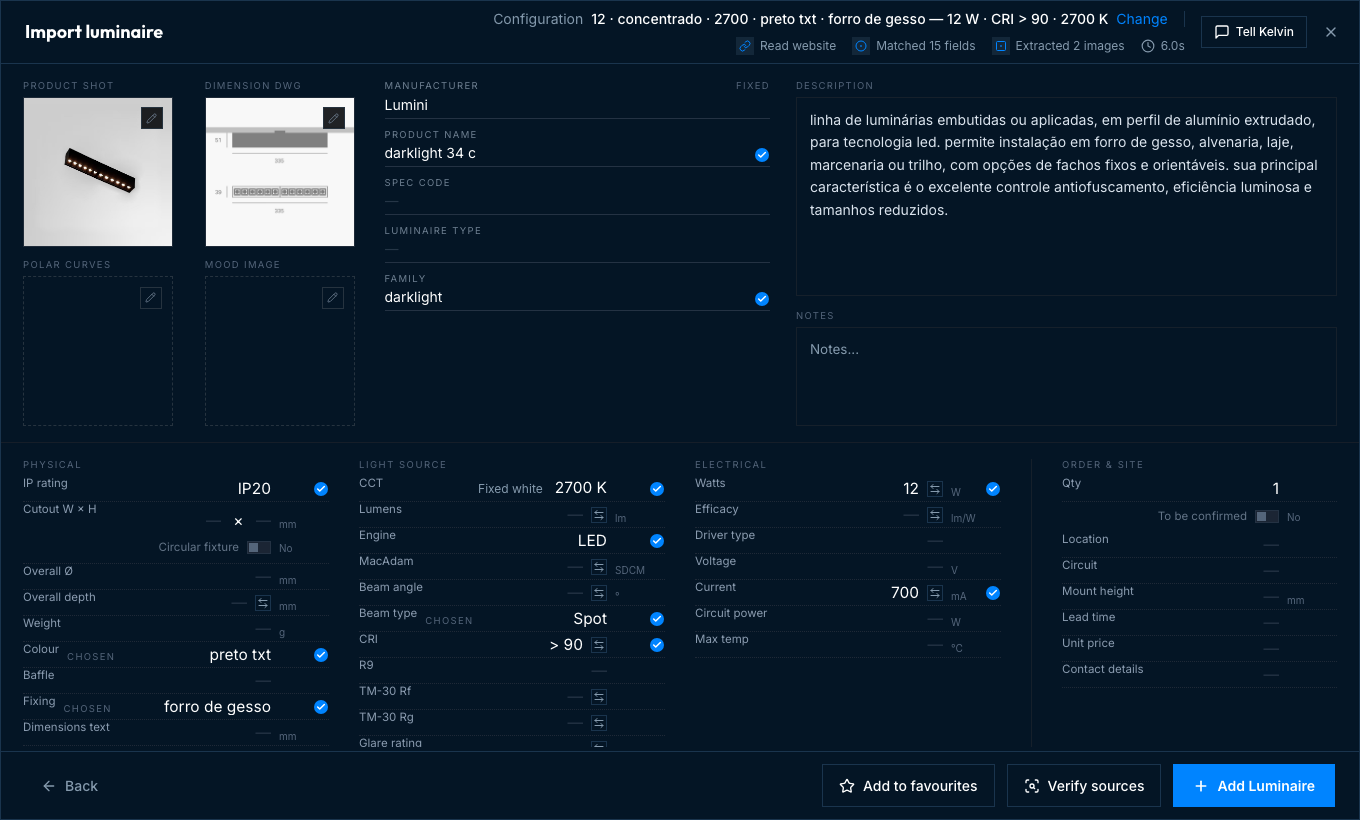 Import luminaire
Configuration 12 · concentrado · 2700 · preto txt · forro de gesso — 12 W · CRI > 90 · 2700 K Change
Read website Matched 15 fields Extracted 2 images 6.0s
Tell Kelvin
PRODUCT SHOT
DIMENSION DWG
61
39
POLAR CURVES
MOOD IMAGE
MANUFACTURER FIXED
Lumini
PRODUCT NAME
darklight 34 c
SPEC CODE
—
LUMINAIRE TYPE
—
FAMILY
darklight
DESCRIPTION
linha de luminárias embutidas ou aplicadas, em perfil de alumínio extrudado,
para tecnologia led. permite instalação em forro de gesso, alvenaria, laje,
marcenaria ou trilho, com opções de fachos fixos e orientáveis. sua principal
característica é o excelente controle antiofuscamento, eficiência luminosa e
tamanhos reduzidos.
NOTES
Notes...
PHYSICAL
IP rating IP20
Cutout W × H — × — mm
Circular fixture No
Overall Ø — mm
Overall depth — mm
Weight — g
Colour CHOSEN preto txt
Baffle —
Fixing CHOSEN forro de gesso
Dimensions text — mm
LIGHT SOURCE
CCT Fixed white 2700 K
Lumens — lm
Engine LED
MacAdam — SDCM
Beam angle — °
Beam type CHOSEN Spot
CRI > 90
R9 —
TM-30 Rf —
TM-30 Rg —
Glare rating —
ELECTRICAL
Watts 12 W
Efficacy — lm/W
Driver type —
Voltage — V
Current 700 mA
Circuit power — W
Max temp — °C
ORDER & SITE
Qty 1
To be confirmed No
Location —
Circuit —
Mount height — mm
Lead time —
Unit price —
Contact details —
Back
Add to favourites
Verify sources
Add Luminaire